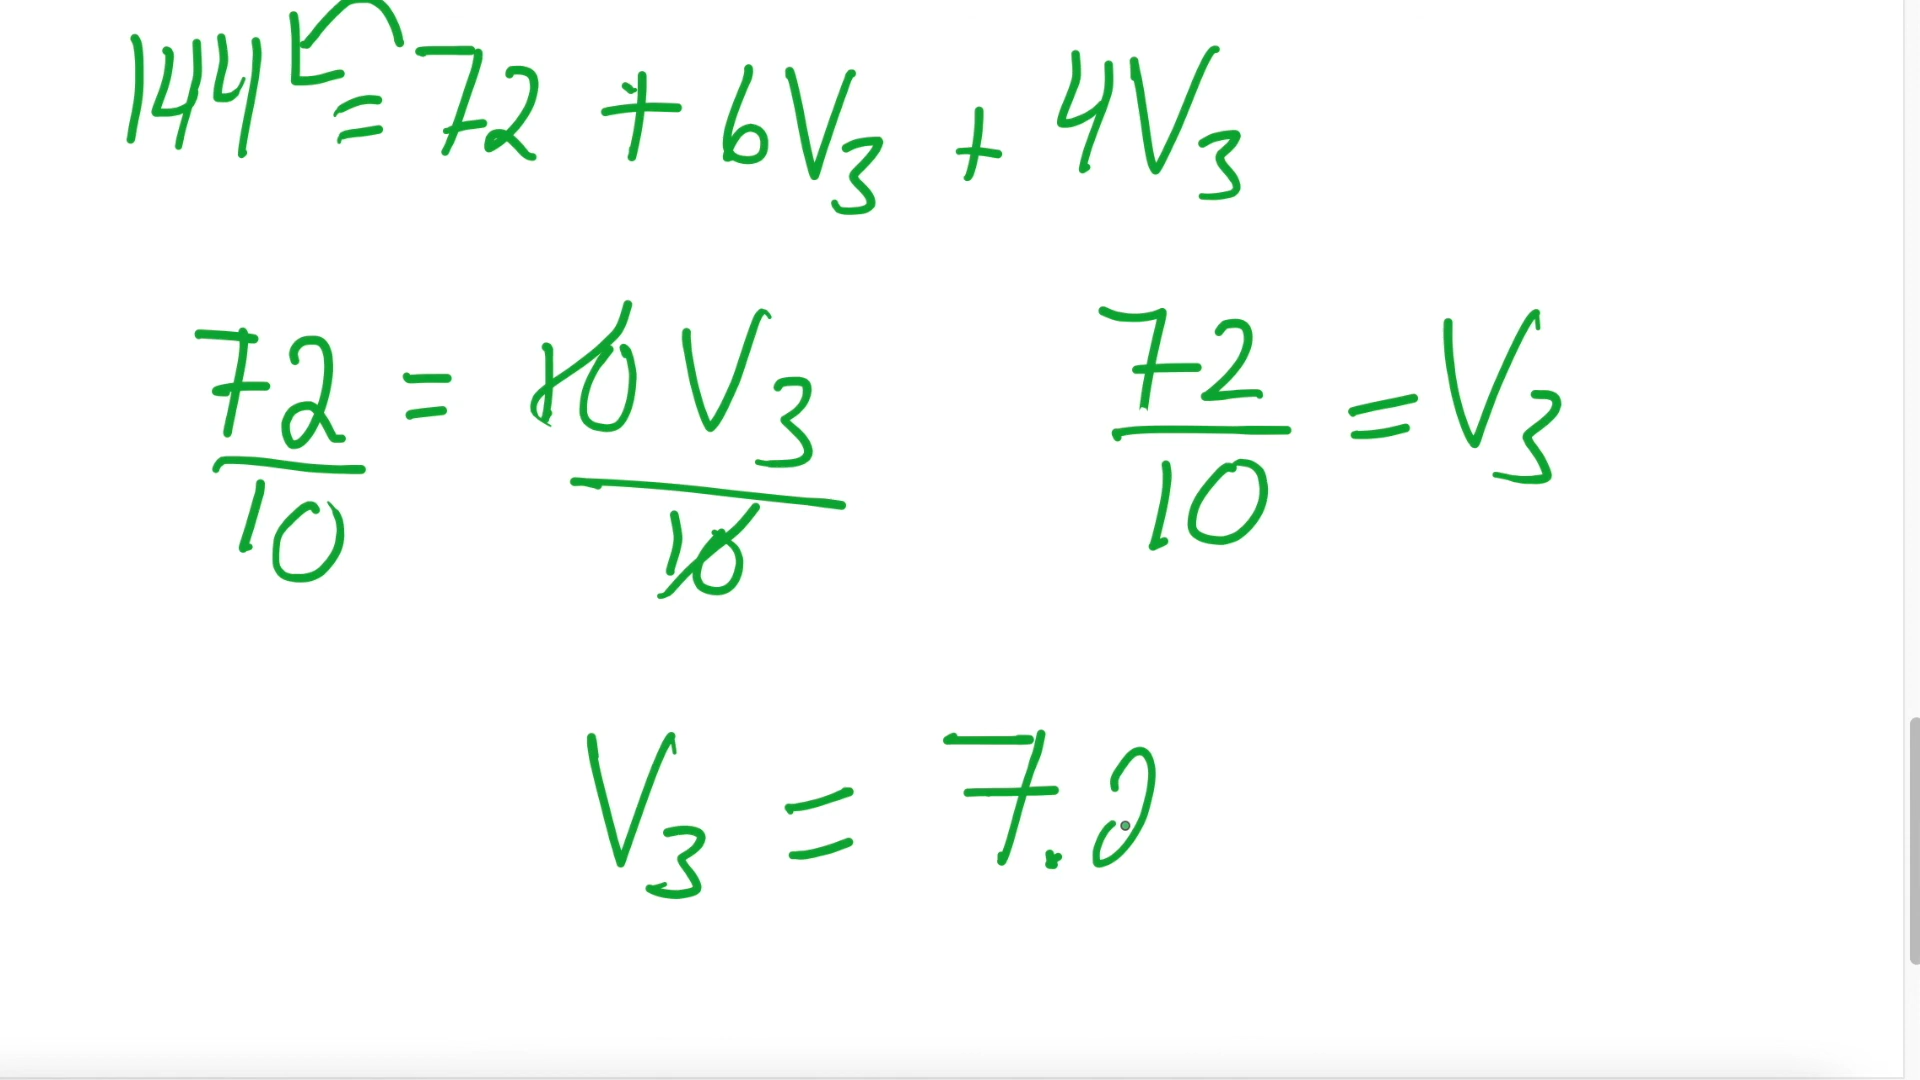 144 = 72 + 6V₃ + 4V₃
72/10 = 10V₃/10    72/10 = V₃
V₃ = 7.2